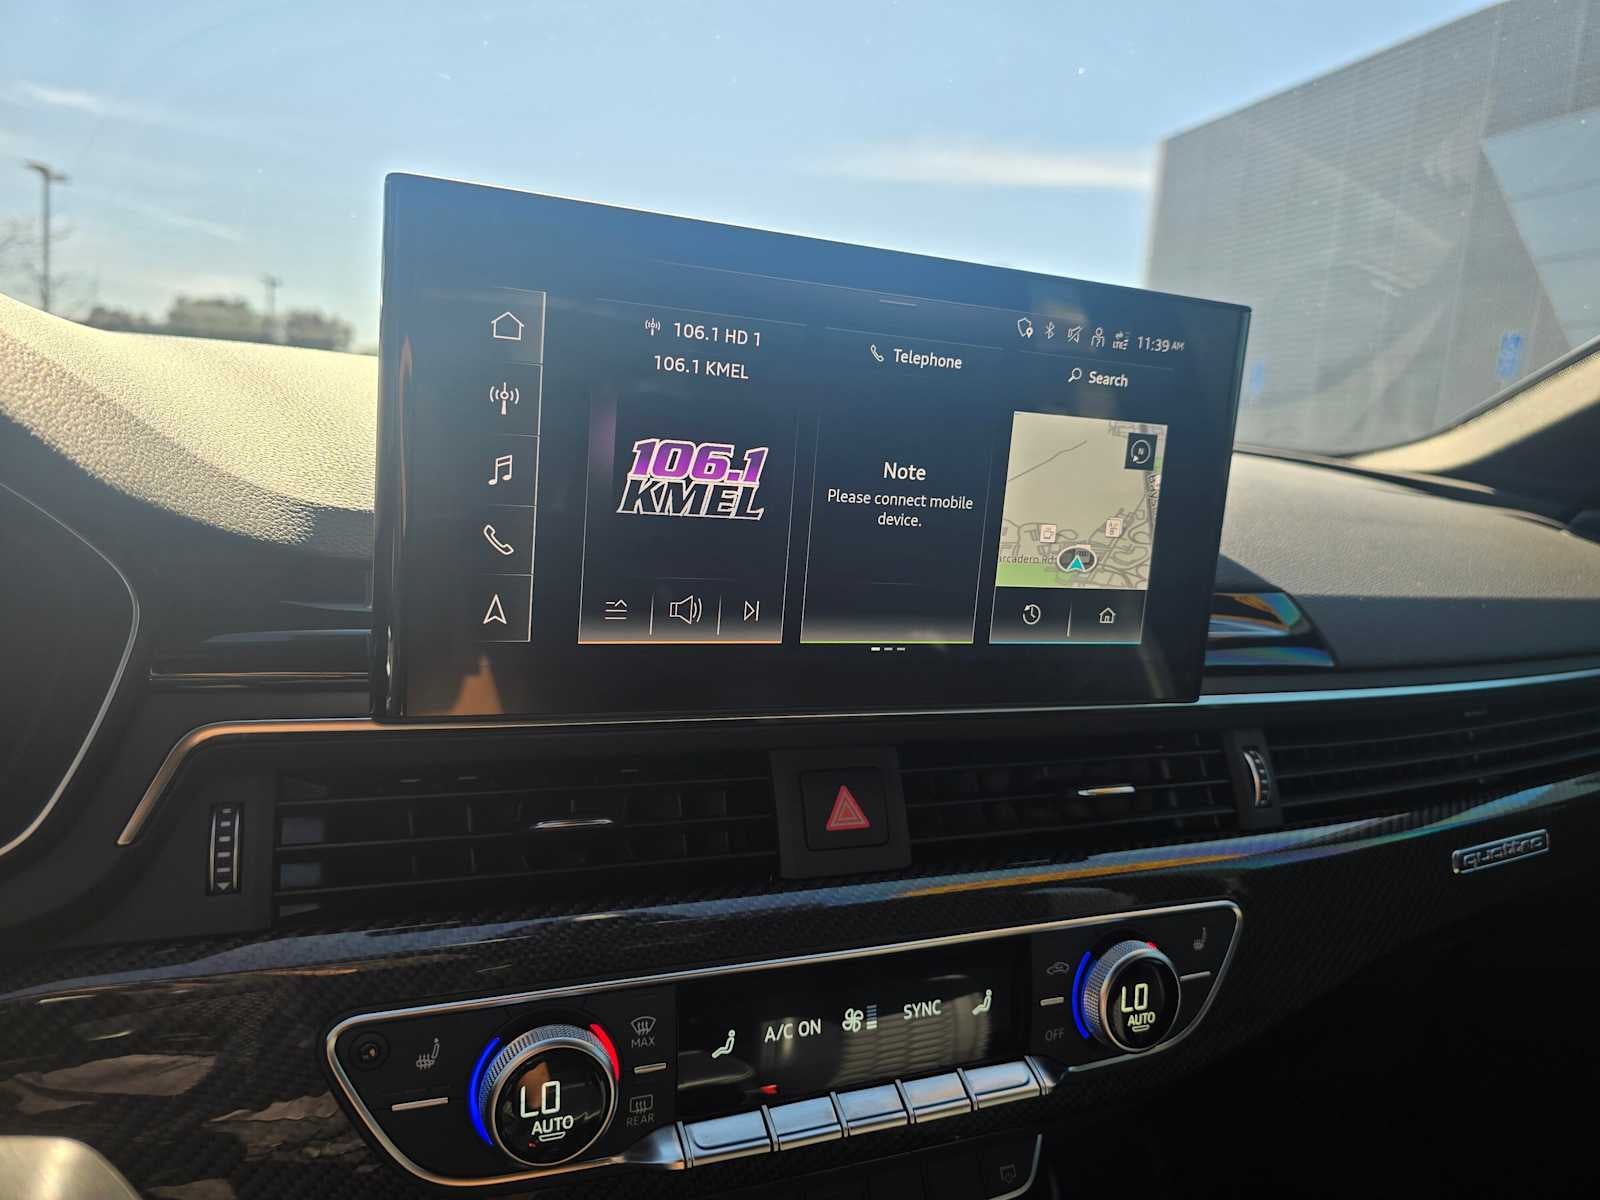 106.1 HD 1
106.1 KMEL
106.1
KMEL
Telephone
Note
Please connect mobile
device.
LTE
11:39 AM
Search
N
arcadero Rd
quattro
MAX
REAR
LO
AUTO
A/C ON
SYNC
OFF
LO
AUTO